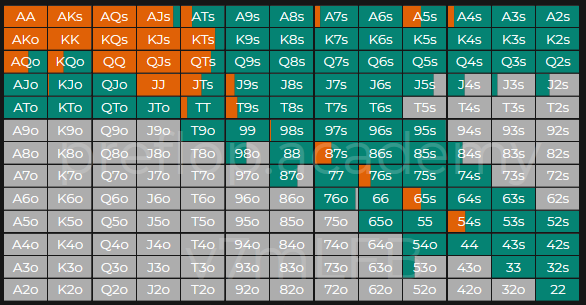 AA AKs AQs AJs ATs A9s A8s A7s A6s A5s A4s A3s A2s
AKo KK KQs KJs KTs K9s K8s K7s K6s K5s K4s K3s K2s
AQo KQo QQ QJs QTs Q9s Q8s Q7s Q6s Q5s Q4s Q3s Q2s
AJo KJo QJo JJ JTs J9s J8s J7s J6s J5s J4s J3s J2s
ATo KTo QTo JTo TT T9s T8s T7s T6s T5s T4s T3s T2s
A9o K9o Q9o J9o T9o 99 98s 97s 96s 95s 94s 93s 92s
A8o K8o Q8o J8o T8o 98o 88 87s 86s 85s 84s 83s 82s
A7o K7o Q7o J7o T7o 97o 87o 77 76s 75s 74s 73s 72s
A6o K6o Q6o J6o T6o 96o 86o 76o 66 65s 64s 63s 62s
A5o K5o Q5o J5o T5o 95o 85o 75o 65o 55 54s 53s 52s
A4o K4o Q4o J4o T4o 94o 84o 74o 64o 54o 44 43s 42s
A3o K3o Q3o J3o T3o 93o 83o 73o 63o 53o 43o 33 32s
A2o K2o Q2o J2o T2o 92o 82o 72o 62o 52o 42o 32o 22
preflop.academy